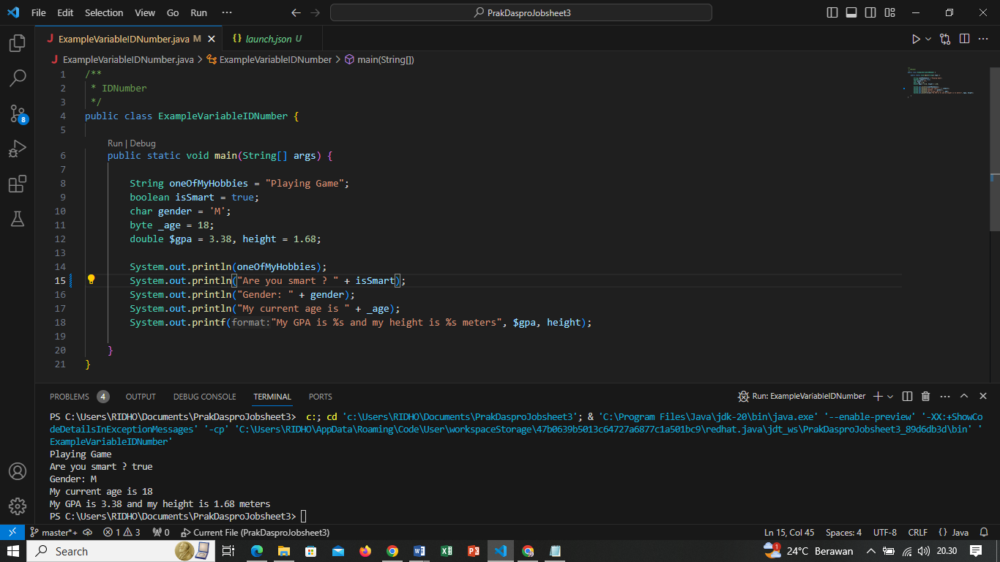 File Edit Selection View Go Run ··· PrakDasproJobsheet3
J ExampleVariableIDNumber.java M {} launch.json U
J ExampleVariableIDNumber.java > ExampleVariableIDNumber > main(String[])
1 /**
2 * IDNumber
3 */
4 public class ExampleVariableIDNumber {
5
Run | Debug
6 public static void main(String[] args) {
7
8 String oneOfMyHobbies = "Playing Game";
9 boolean isSmart = true;
10 char gender = 'M';
11 byte _age = 18;
12 double $gpa = 3.38, height = 1.68;
13
14 System.out.println(oneOfMyHobbies);
15 System.out.println("Are you smart ? " + isSmart);
16 System.out.println("Gender: " + gender);
17 System.out.println("My current age is " + _age);
18 System.out.printf(format:"My GPA is %s and my height is %s meters", $gpa, height);
19
20 }
21 }
8
PROBLEMS 4 OUTPUT DEBUG CONSOLE TERMINAL PORTS Run: ExampleVariableIDNumber
PS C:\Users\RIDHO\Documents\PrakDasproJobsheet3> c:; cd 'c:\Users\RIDHO\Documents\PrakDasproJobsheet3'; & 'C:\Program Files\Java\jdk-20\bin\java.exe' '--enable-preview' '-XX:+ShowCo
deDetailsInExceptionMessages' '-cp' 'C:\Users\RIDHO\AppData\Roaming\Code\User\workspaceStorage\47b0639b5013c64727a6877c1a501bc9\redhat.java\jdt_ws\PrakDasproJobsheet3_89d6db3d\bin' '
ExampleVariableIDNumber'
Playing Game
Are you smart ? true
Gender: M
My current age is 18
My GPA is 3.38 and my height is 1.68 meters
PS C:\Users\RIDHO\Documents\PrakDasproJobsheet3>
master*+ 1 3 0 Current File (PrakDasproJobsheet3) Ln 15, Col 45 Spaces: 4 UTF-8 CRLF {} Java
Search 1 24°C Berawan 20.30